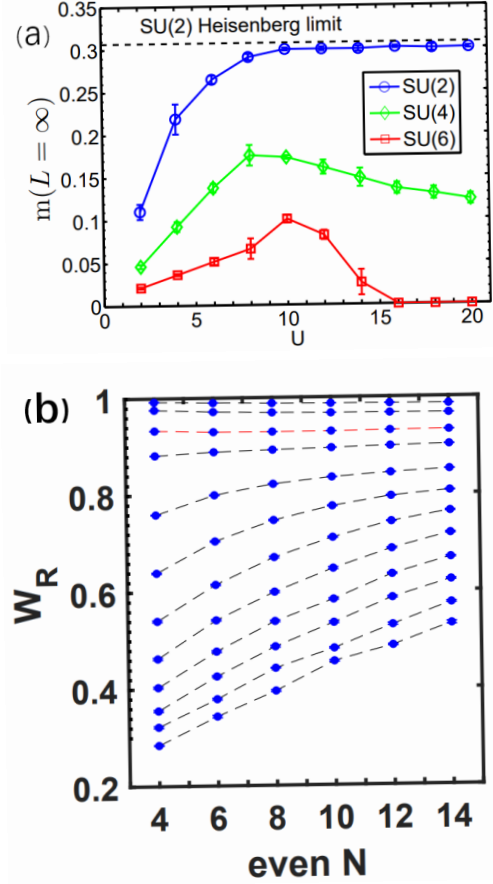 (a)
0.35
SU(2) Heisenberg limit
0.3
0.25
0.2
0.15
0.1
0.05
0
m(L = ∞)
SU(2)
SU(4)
SU(6)
0 5 10 15 20
U
(b)
1
0.8
0.6
0.4
0.2
W_R
4 6 8 10 12 14
even N